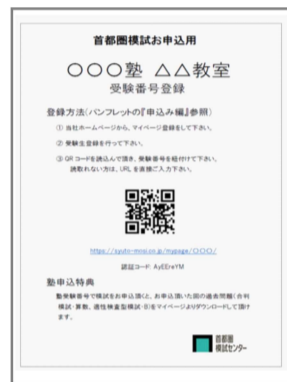 首都圏模試お申込用
〇〇〇塾 △△教室
受験番号登録
登録方法(パンフレットの『申込み編』参照)
① 当社ホームページから、マイページ登録をして下さい。
② 受験生登録を行って下さい。
③ QRコードを読込んで頂き、受験番号を紐付けて下さい。
読取れない方は、URLを直接ご入力下さい。
https://syuto-mosi.co.jp/mypage/〇〇〇/
認証コード: AyEEreYM
塾申込特典
塾受験番号で模試をお申込頂くと、お申込頂いた回の過去問題(合判
模試・算数、適性検査型模試・Ⅰ)をマイページよりダウンロードして頂け
ます。
首都圏
模試センター